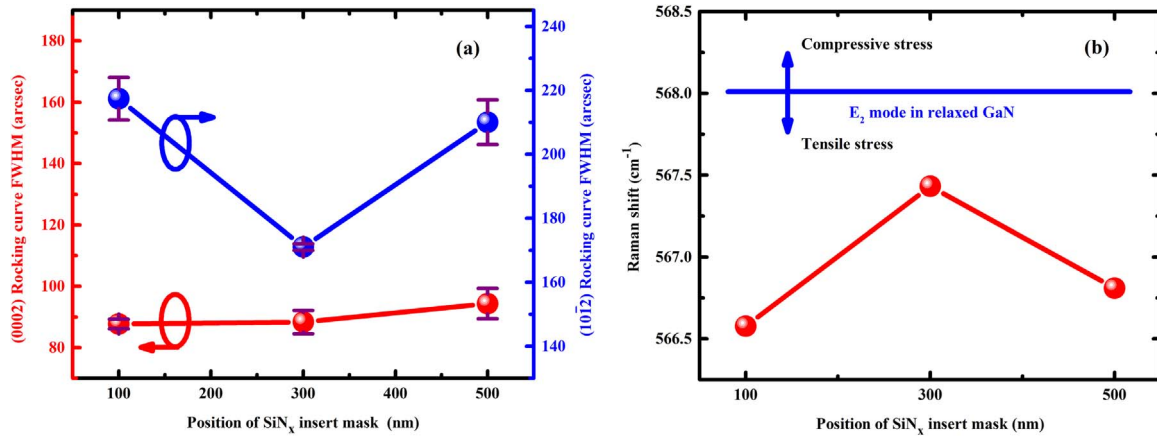 (a)
(0002) Rocking curve FWHM (arcsec)
180
160
140
120
100
80
(101̅2) Rocking curve FWHM (arcsec)
240
220
200
180
160
140
100
200
300
400
500
Position of SiNx insert mask (nm)
(b)
Raman shift (cm⁻¹)
568.5
568.0
567.5
567.0
566.5
Compressive stress
E₂ mode in relaxed GaN
Tensile stress
100
300
500
Position of SiNx insert mask (nm)